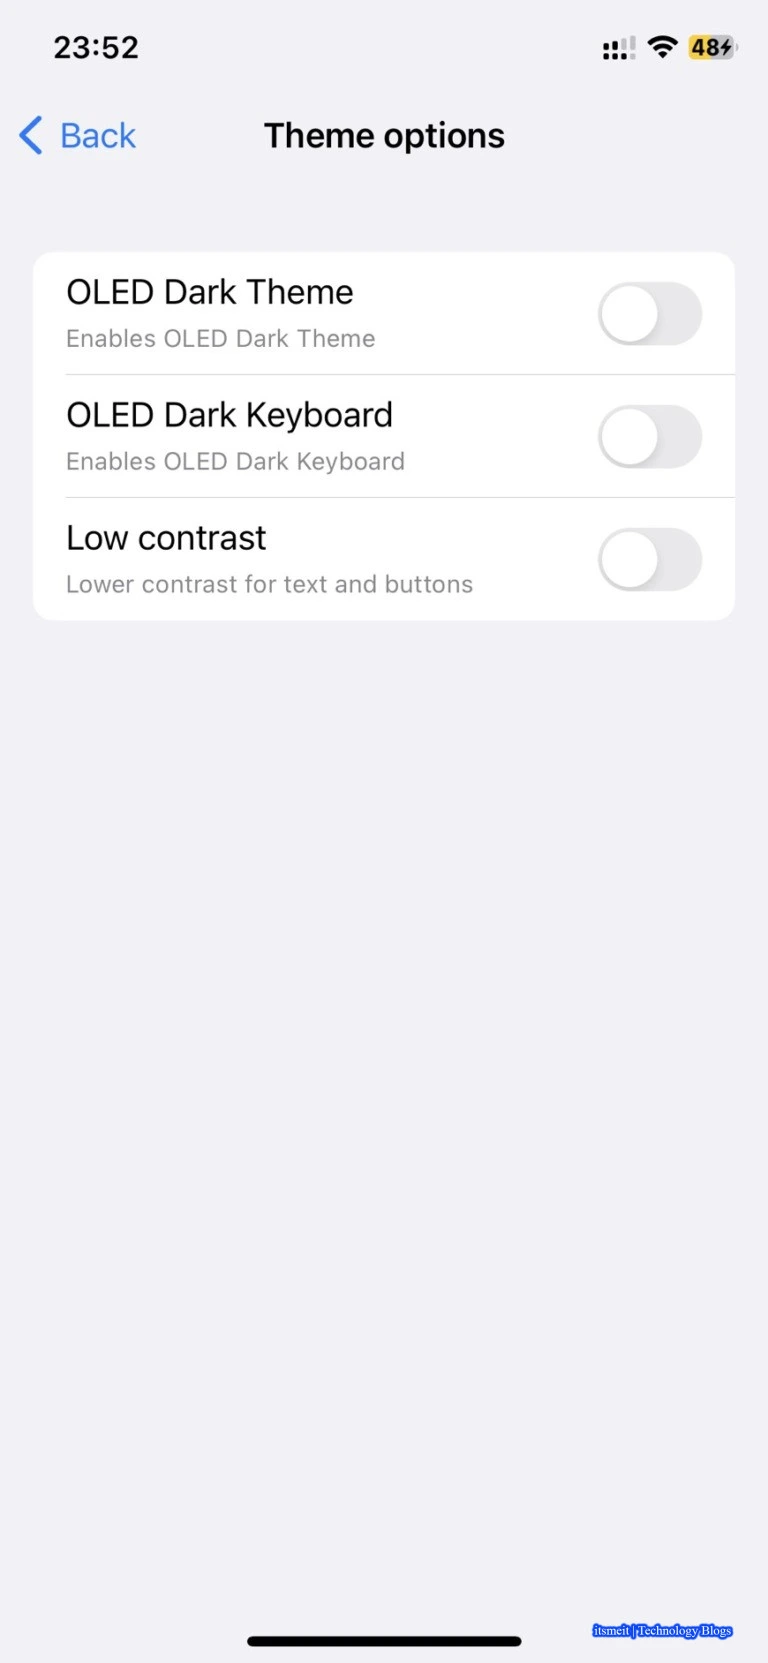 23:52
48
Back
Theme options
OLED Dark Theme
Enables OLED Dark Theme
OLED Dark Keyboard
Enables OLED Dark Keyboard
Low contrast
Lower contrast for text and buttons
itsmeit | Technology Blogs